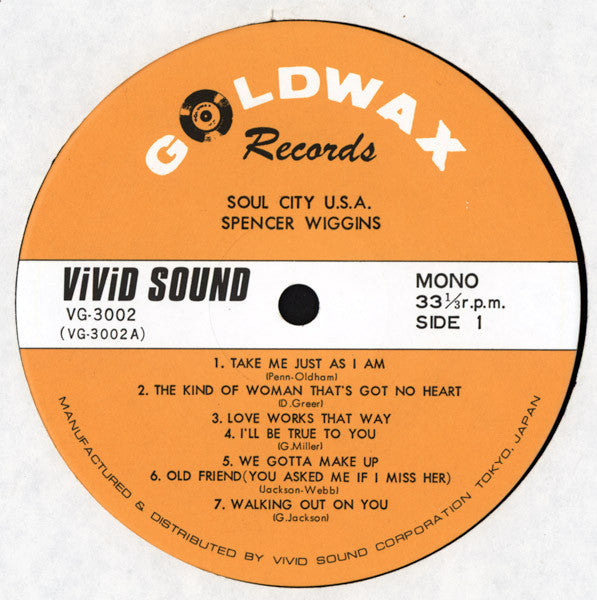 GOLDWAX
Records
SOUL CITY U.S.A.
SPENCER WIGGINS
ViViD SOUND
VG-3002
(VG-3002A)
MONO
33⅓r.p.m.
SIDE 1
1. TAKE ME JUST AS I AM
(Penn-Oldham)
2. THE KIND OF WOMAN THAT'S GOT NO HEART
(D.Greer)
3. LOVE WORKS THAT WAY
4. I'LL BE TRUE TO YOU
(G.Miller)
5. WE GOTTA MAKE UP
6. OLD FRIEND(YOU ASKED ME IF I MISS HER)
(Jackson-Webb)
7. WALKING OUT ON YOU
(G.Jackson)
MANUFACTURED & DISTRIBUTED BY VIVID SOUND CORPORATION TOKYO, JAPAN